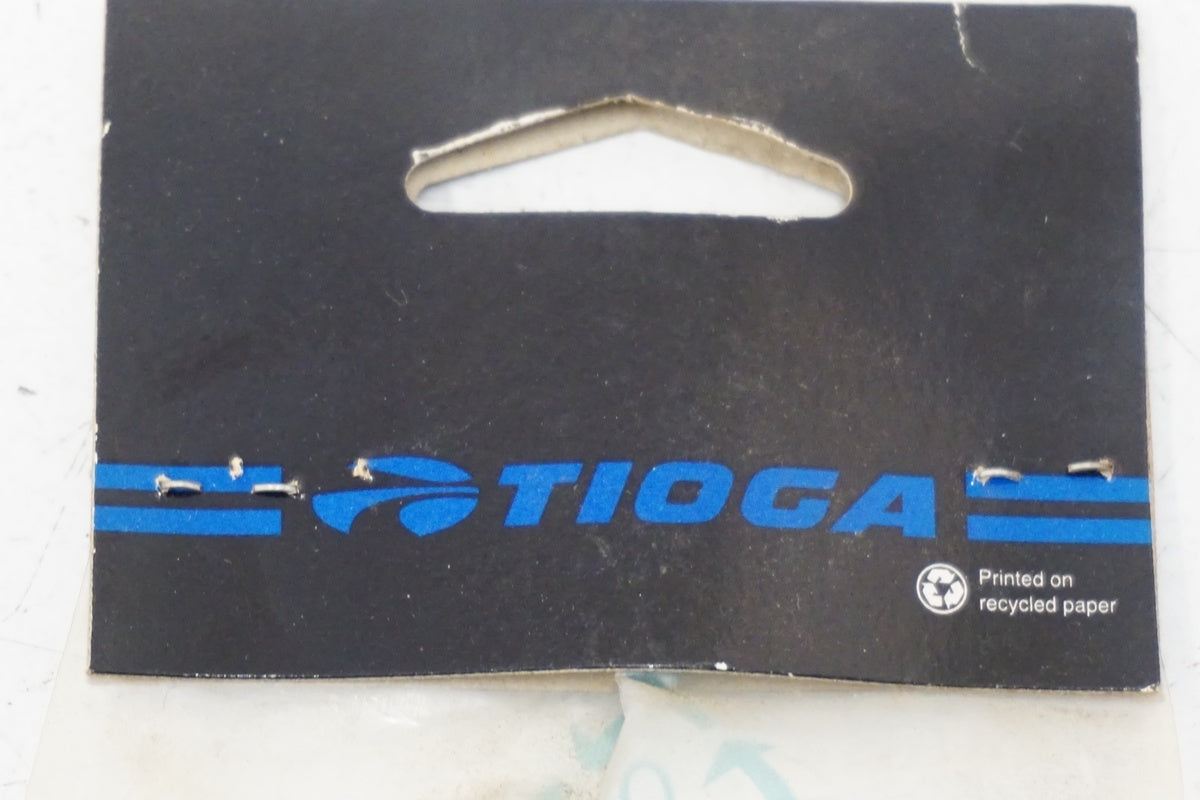 TIOGA
Printed on
recycled paper